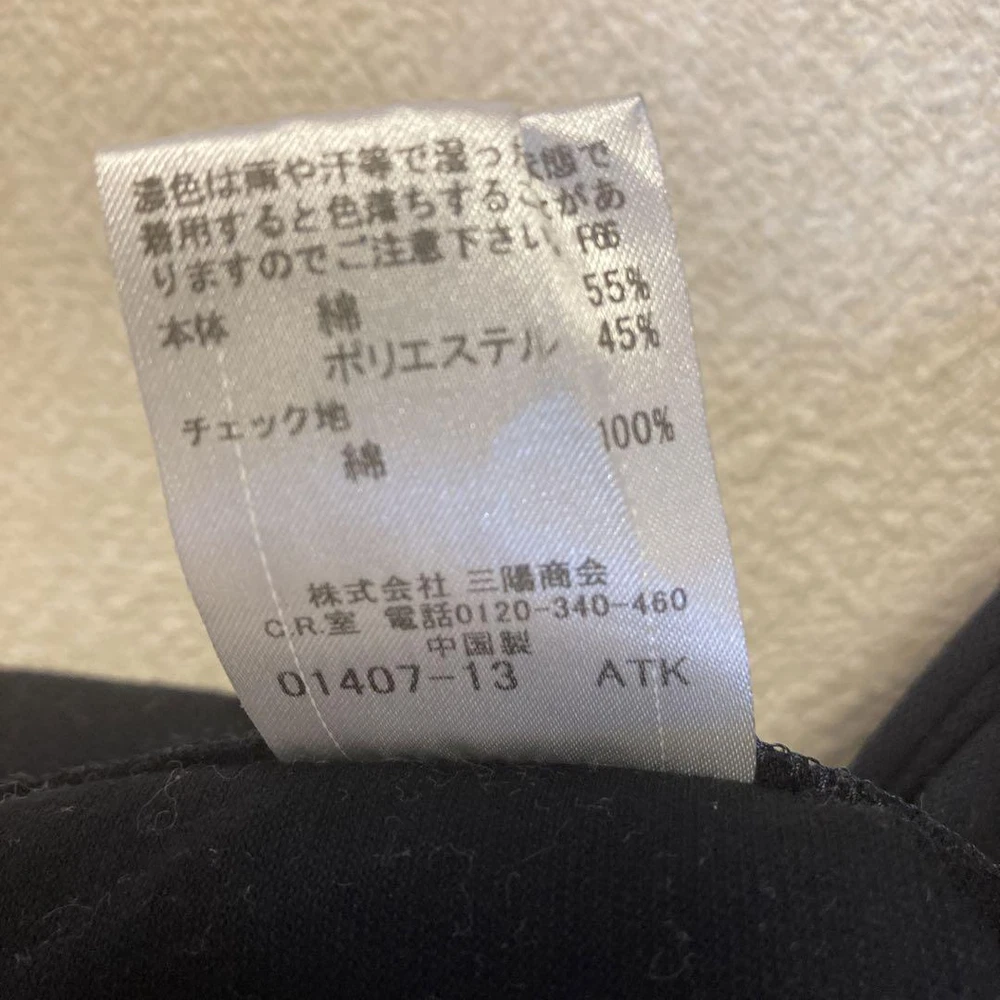 濃色は雨や汗等で湿った状態で
着用すると色落ちすることがあ
りますのでご注意下さい。F66
本体 綿 55%
ポリエステル 45%
チェック地 100%
綿
株式会社 三陽商会
C.R.室 電話0120-340-460
中国製
01407-13 ATK